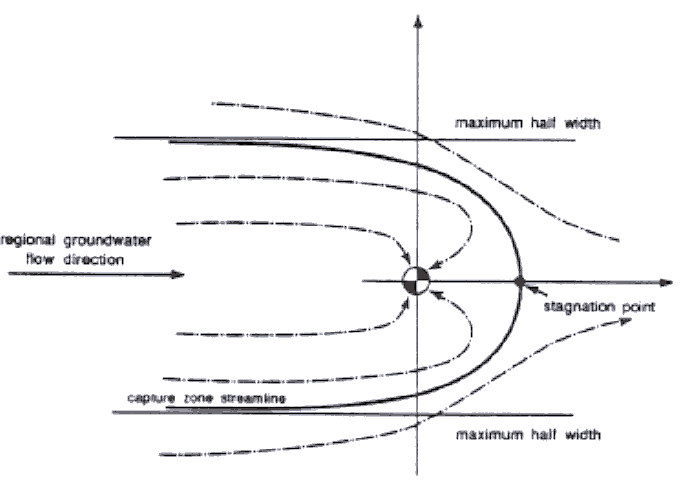 maximum half width
regional groundwater
flow direction
stagnation point
capture zone streamline
maximum half width